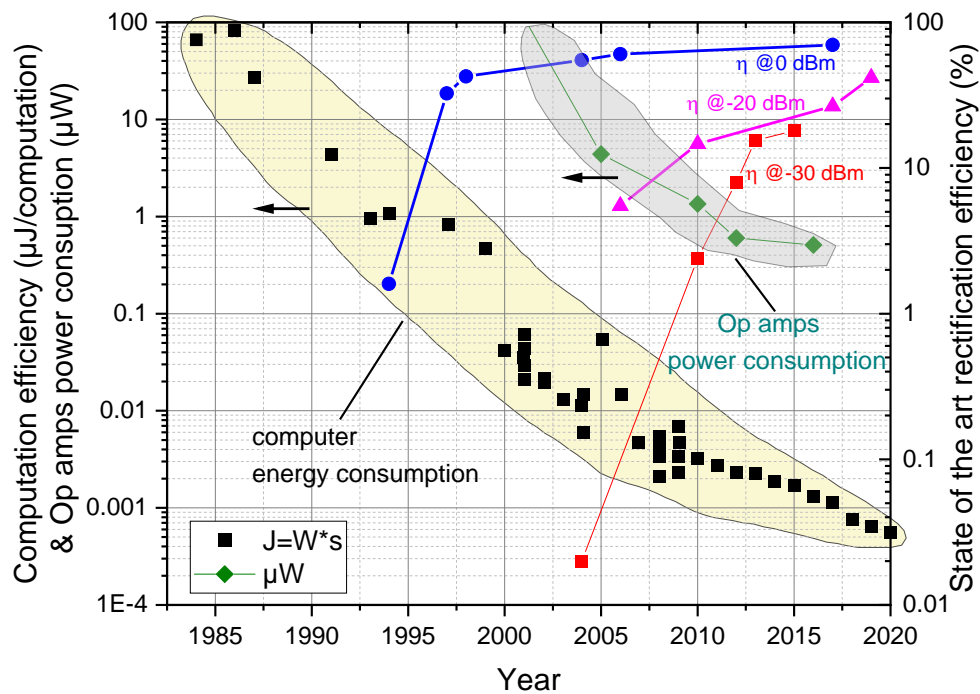 Computation efficiency (µJ/computation)
& Op amps power consuption (µW)
100
10
1
0.1
0.01
0.001
1E-4
η @0 dBm
η @-20 dBm
η @-30 dBm
Op amps
power consumption
computer
energy consumption
J=W*s
µW
100
10
1
0.1
0.01
State of the art rectification efficiency (%)
1985 1990 1995 2000 2005 2010 2015 2020
Year